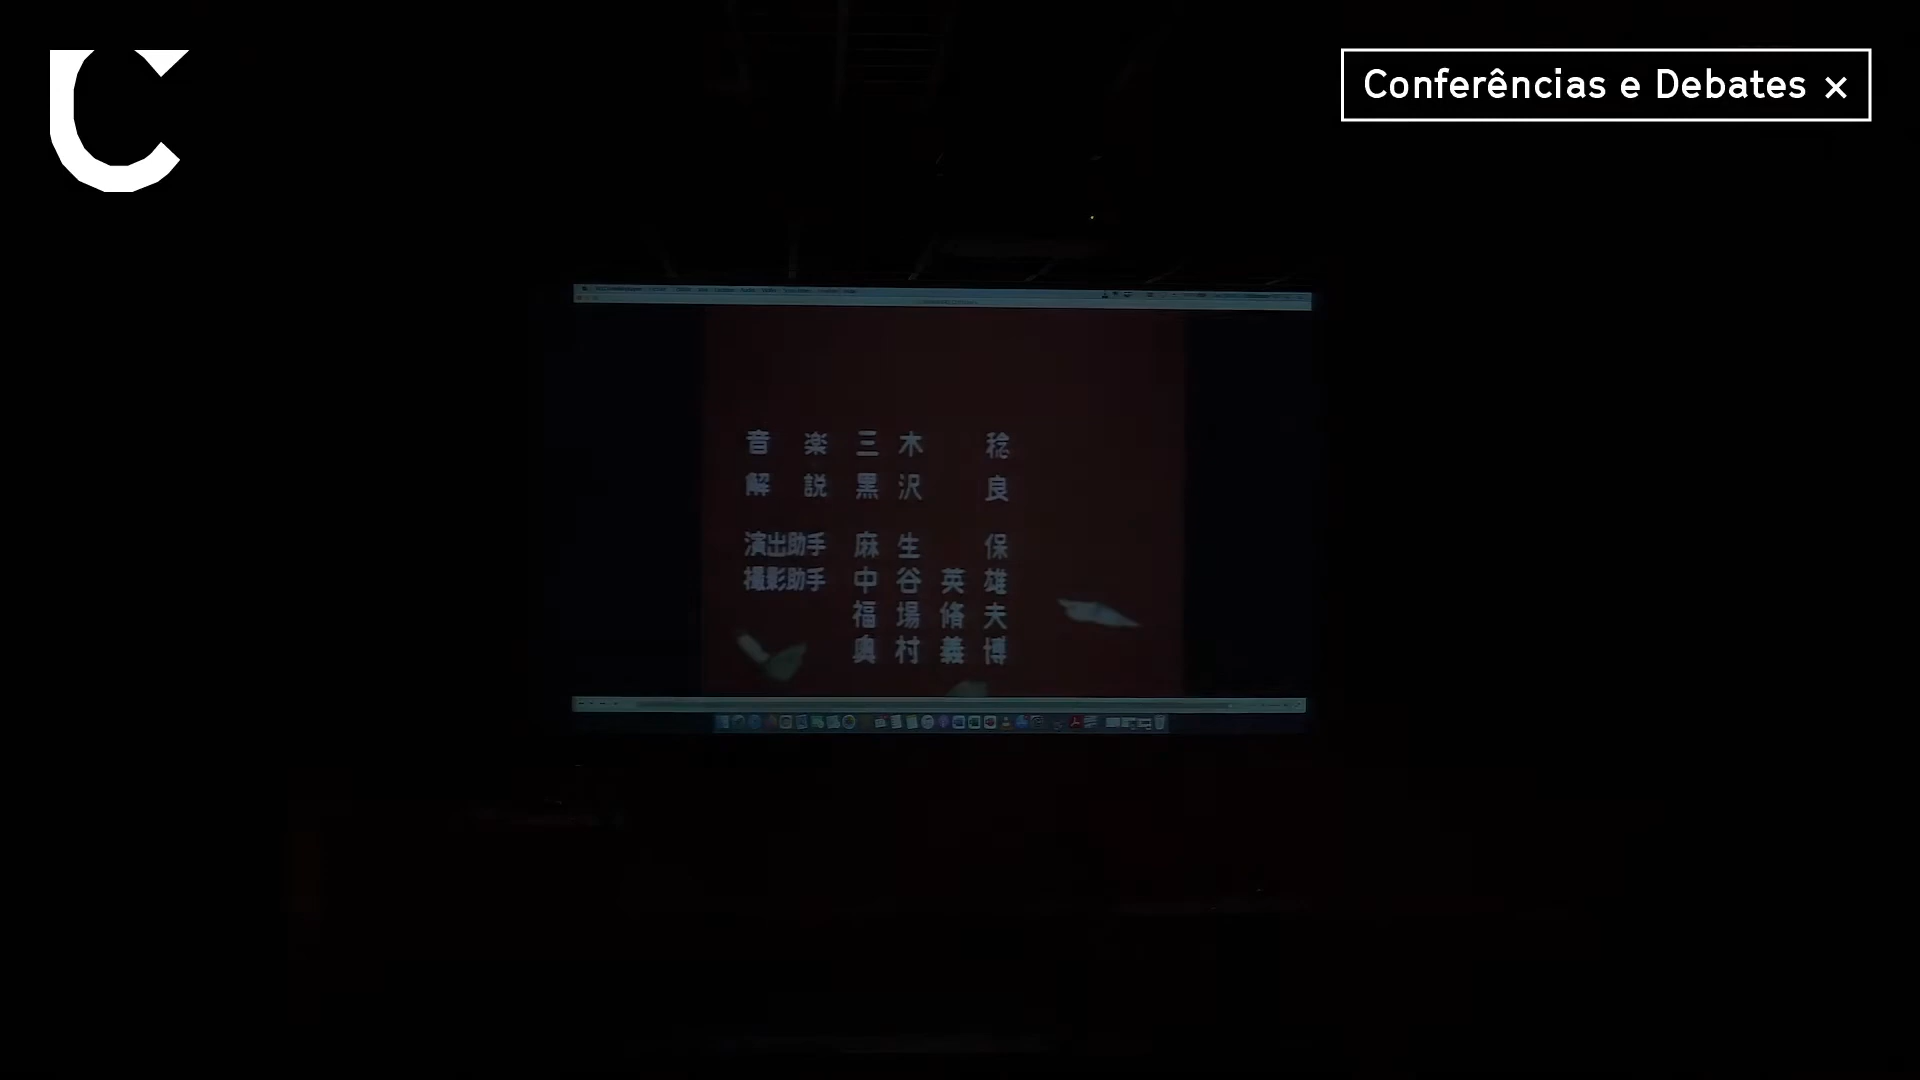 Conferências e Debates ×
音楽 三木 稔
解説 黒沢 良
演出助手 麻生 保
撮影助手 中谷英雄
福場脩夫
奥村義博